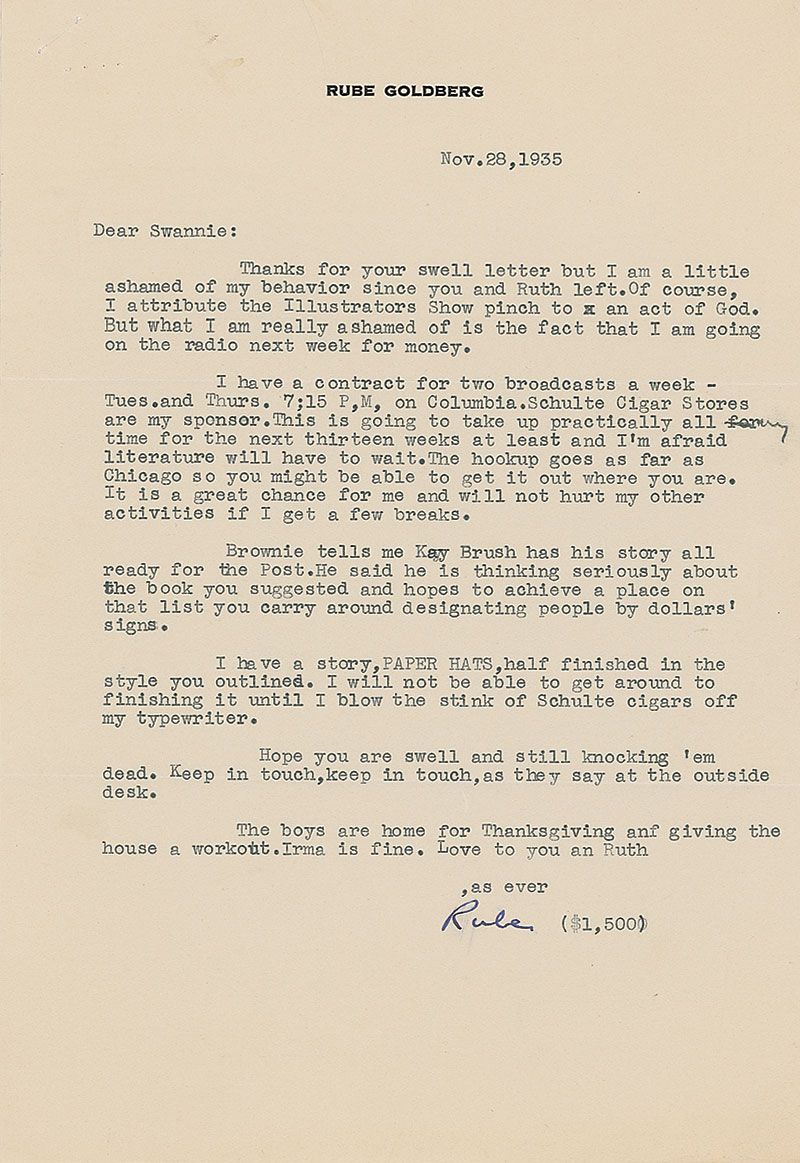 RUBE GOLDBERG
Nov.28,1935
Dear Swannie:
Thanks for your swell letter but I am a little
ashamed of my behavior since you and Ruth left.Of course,
I attribute the Illustrators Show pinch to x an act of God.
But what I am really ashamed of is the fact that I am going
on the radio next week for money.
I have a contract for two broadcasts a week -
Tues.and Thurs. 7;15 P,M, on Columbia.Schulte Cigar Stores
are my sponsor.This is going to take up practically all my
time for the next thirteen weeks at least and I'm afraid
literature will have to wait.The hookup goes as far as
Chicago so you might be able to get it out where you are.
It is a great chance for me and will not hurt my other
activities if I get a few breaks.
Brownie tells me Kay Brush has his story all
ready for the Post.He said he is thinking seriously about
the book you suggested and hopes to achieve a place on
that list you carry around designating people by dollars'
signs.
I have a story,PAPER HATS,half finished in the
style you outlined. I will not be able to get around to
finishing it until I blow the stink of Schulte cigars off
my typewriter.
Hope you are swell and still knocking 'em
dead. Keep in touch,keep in touch,as they say at the outside
desk.
The boys are home for Thanksgiving anf giving the
house a workout.Irma is fine. Love to you an Ruth
,as ever
Rube ($1,500)